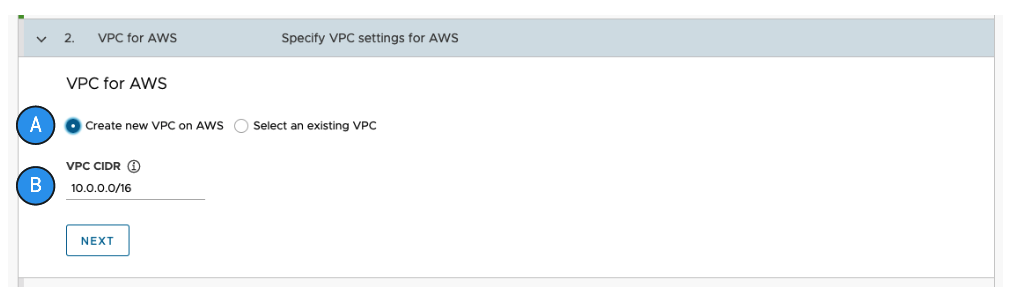 2. VPC for AWS Specify VPC settings for AWS
VPC for AWS
A Create new VPC on AWS Select an existing VPC
VPC CIDR
B 10.0.0.0/16
NEXT